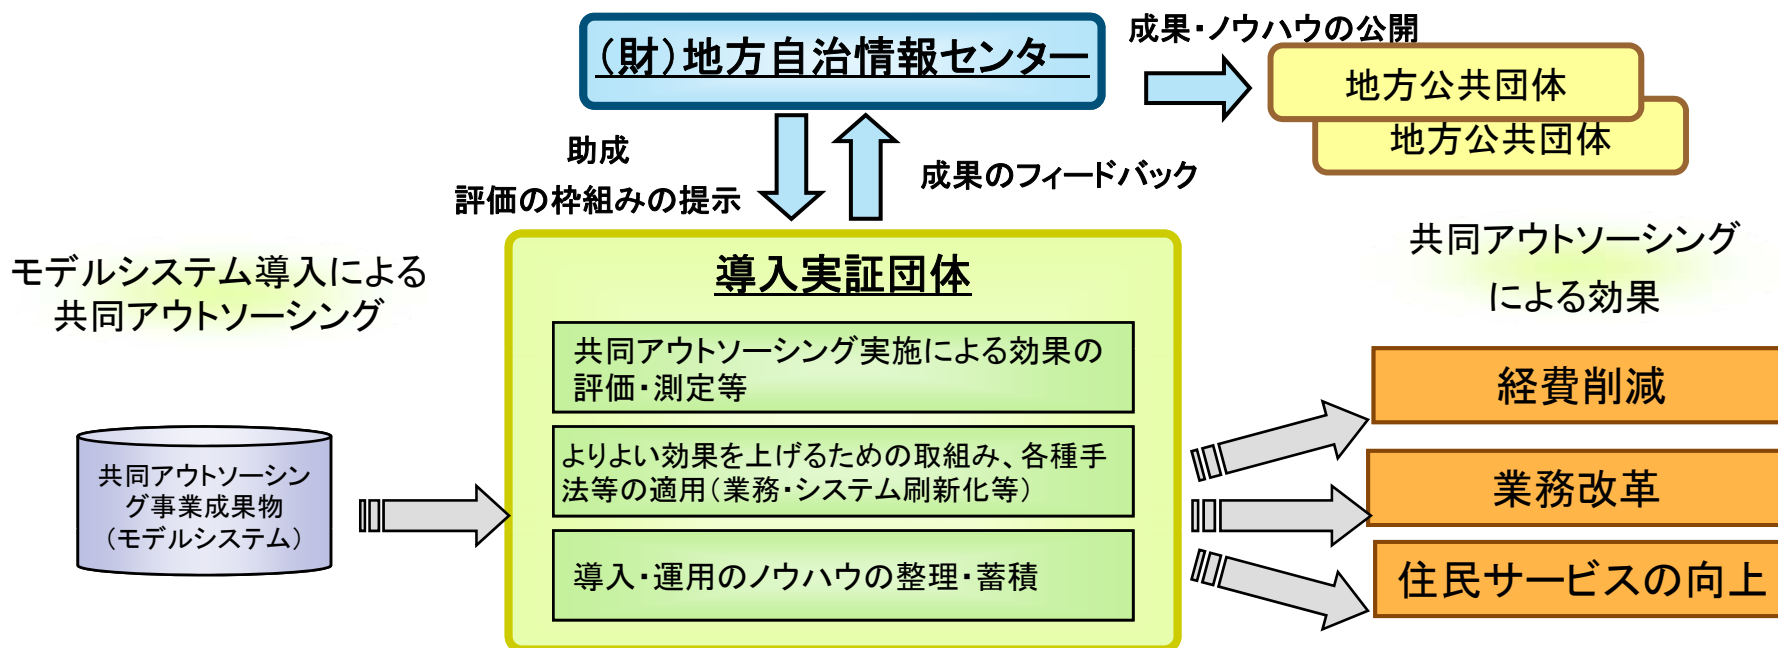 （財）地方自治情報センター
成果・ノウハウの公開
地方公共団体
地方公共団体
助成
評価の枠組みの提示
成果のフィードバック
モデルシステム導入による
共同アウトソーシング
導入実証団体
共同アウトソーシング
による効果
共同アウトソーシング実施による効果の
評価・測定等
よりよい効果を上げるための取組み、各種手
法等の適用（業務・システム刷新化等）
導入・運用のノウハウの整理・蓄積
共同アウトソーシン
グ事業成果物
（モデルシステム）
経費削減
業務改革
住民サービスの向上